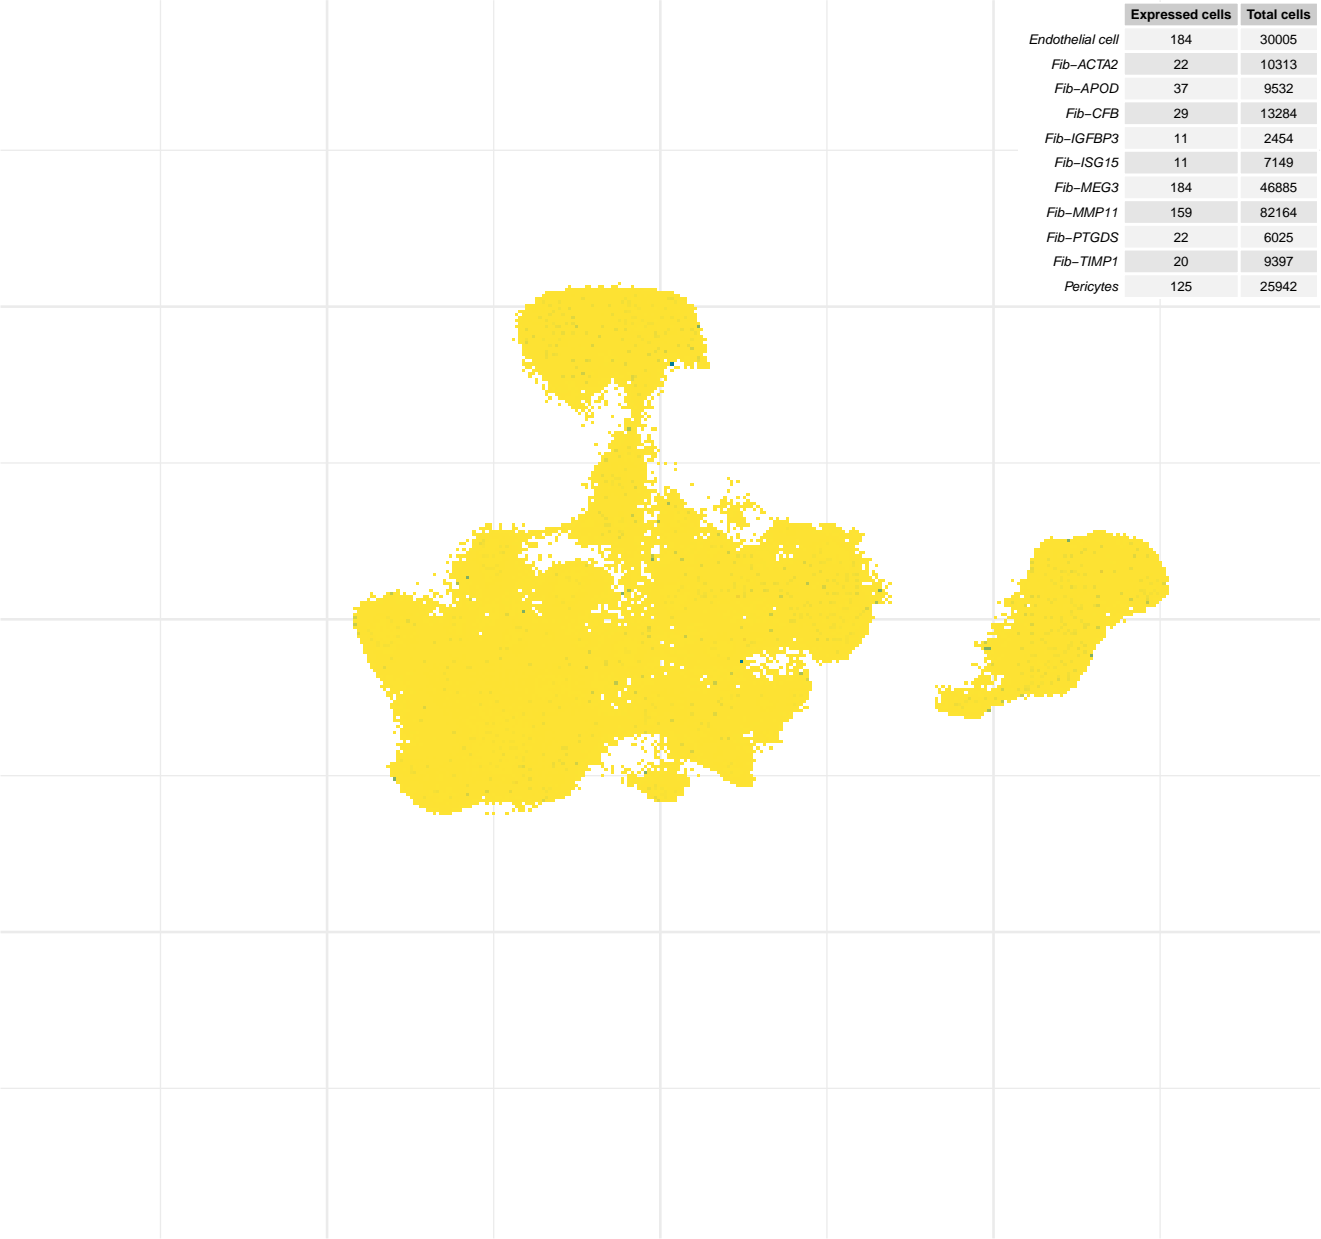 Expressed cells Total cells
Endothelial cell 184 30005
Fib−ACTA2 22 10313
Fib−APOD 37 9532
Fib−CFB 29 13284
Fib−IGFBP3 11 2454
Fib−ISG15 11 7149
Fib−MEG3 184 46885
Fib−MMP11 159 82164
Fib−PTGDS 22 6025
Fib−TIMP1 20 9397
Pericytes 125 25942